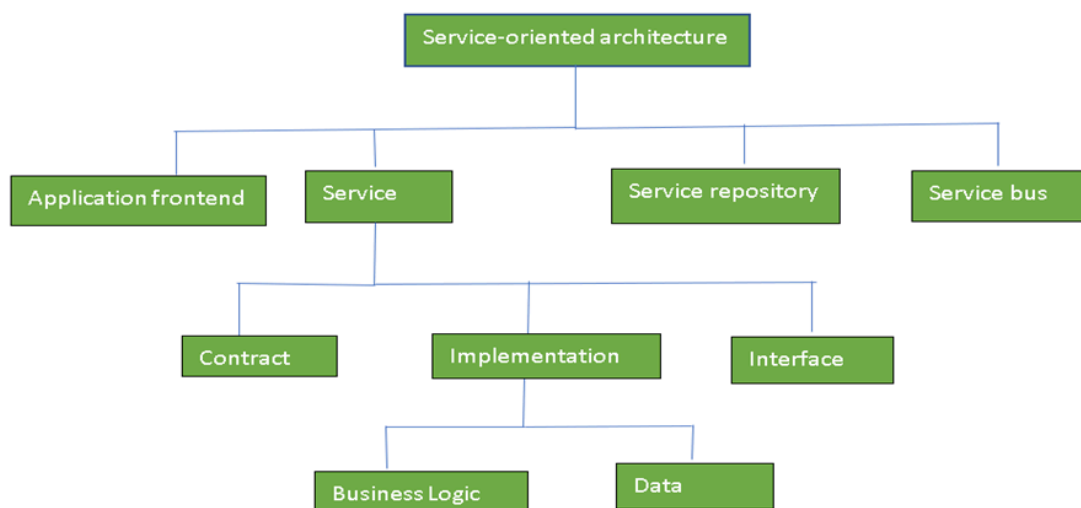 Service-oriented architecture
Application frontend
Service
Service repository
Service bus
Contract
Implementation
Interface
Business Logic
Data